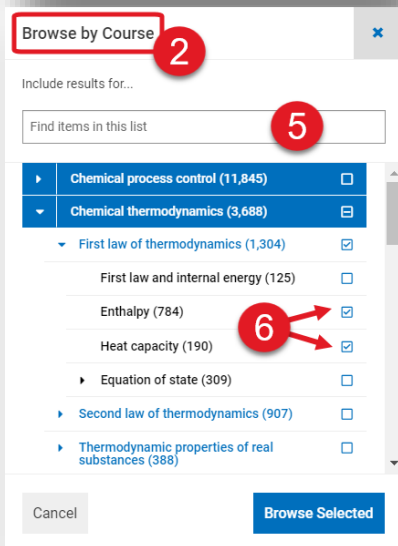 Browse by Course
2
Include results for...
Find items in this list
5
Chemical process control (11,845)
Chemical thermodynamics (3,688)
First law of thermodynamics (1,304)
First law and internal energy (125)
Enthalpy (784)
6
Heat capacity (190)
Equation of state (309)
Second law of thermodynamics (907)
Thermodynamic properties of real
substances (388)
Cancel
Browse Selected